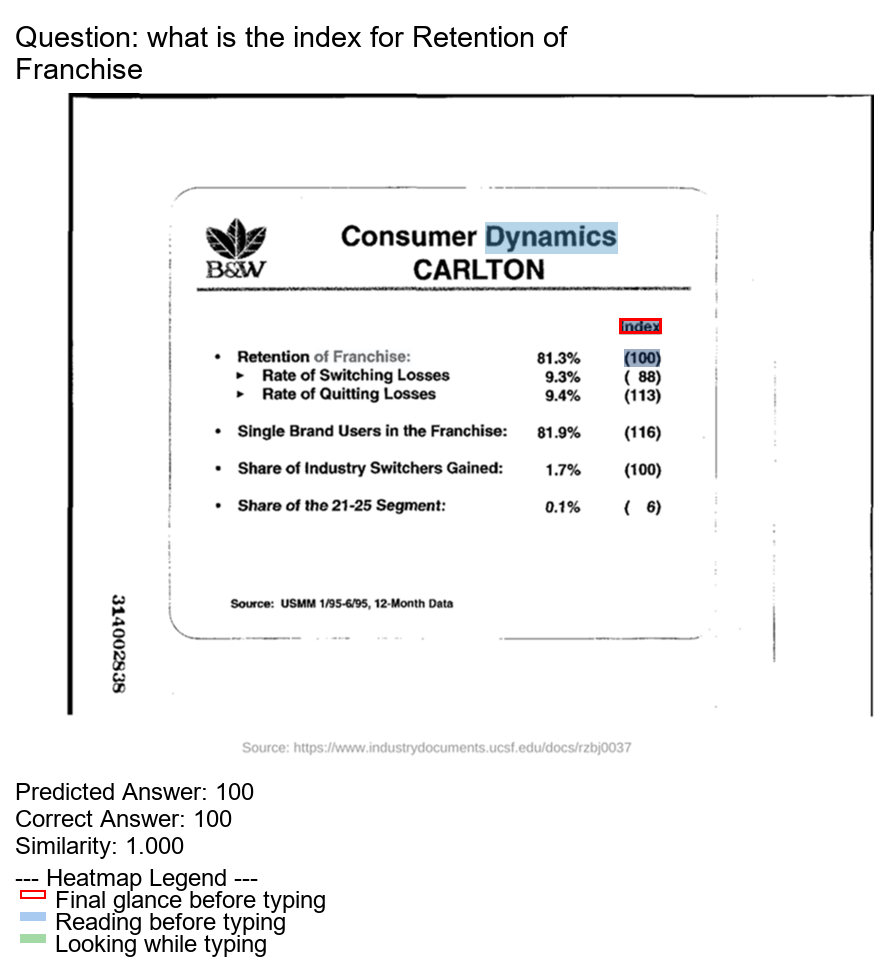 Question: what is the index for Retention of
Franchise
B&W
Consumer Dynamics
CARLTON
Index
• Retention of Franchise: 81.3% (100)
► Rate of Switching Losses 9.3% ( 88)
► Rate of Quitting Losses 9.4% (113)
• Single Brand Users in the Franchise: 81.9% (116)
• Share of Industry Switchers Gained: 1.7% (100)
• Share of the 21-25 Segment: 0.1% ( 6)
Source: USMM 1/95-6/95, 12-Month Data
314002838
Source: https://www.industrydocuments.ucsf.edu/docs/rzbj0037
Predicted Answer: 100
Correct Answer: 100
Similarity: 1.000
--- Heatmap Legend ---
Final glance before typing
Reading before typing
Looking while typing